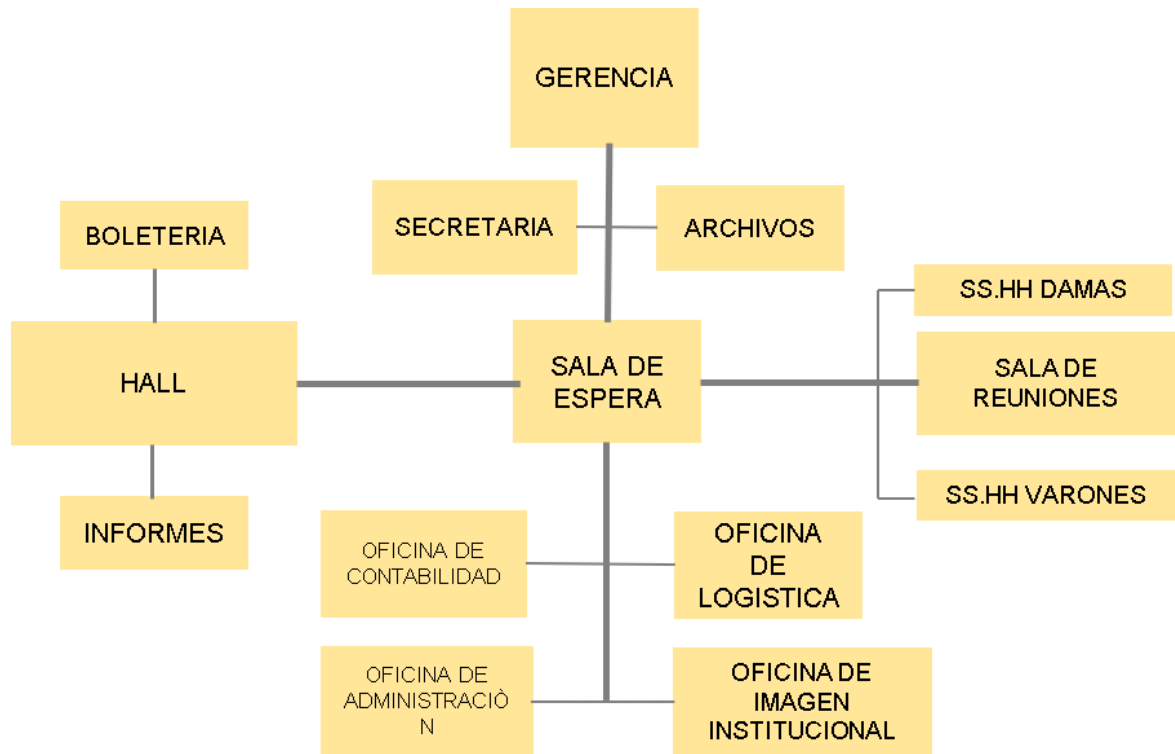 GERENCIA
SECRETARIA
ARCHIVOS
BOLETERIA
SS.HH DAMAS
HALL
SALA DE
ESPERA
SALA DE
REUNIONES
INFORMES
SS.HH VARONES
OFICINA DE
CONTABILIDAD
OFICINA
DE
LOGISTICA
OFICINA DE
ADMINISTRACIÒ
N
OFICINA DE
IMAGEN
INSTITUCIONAL